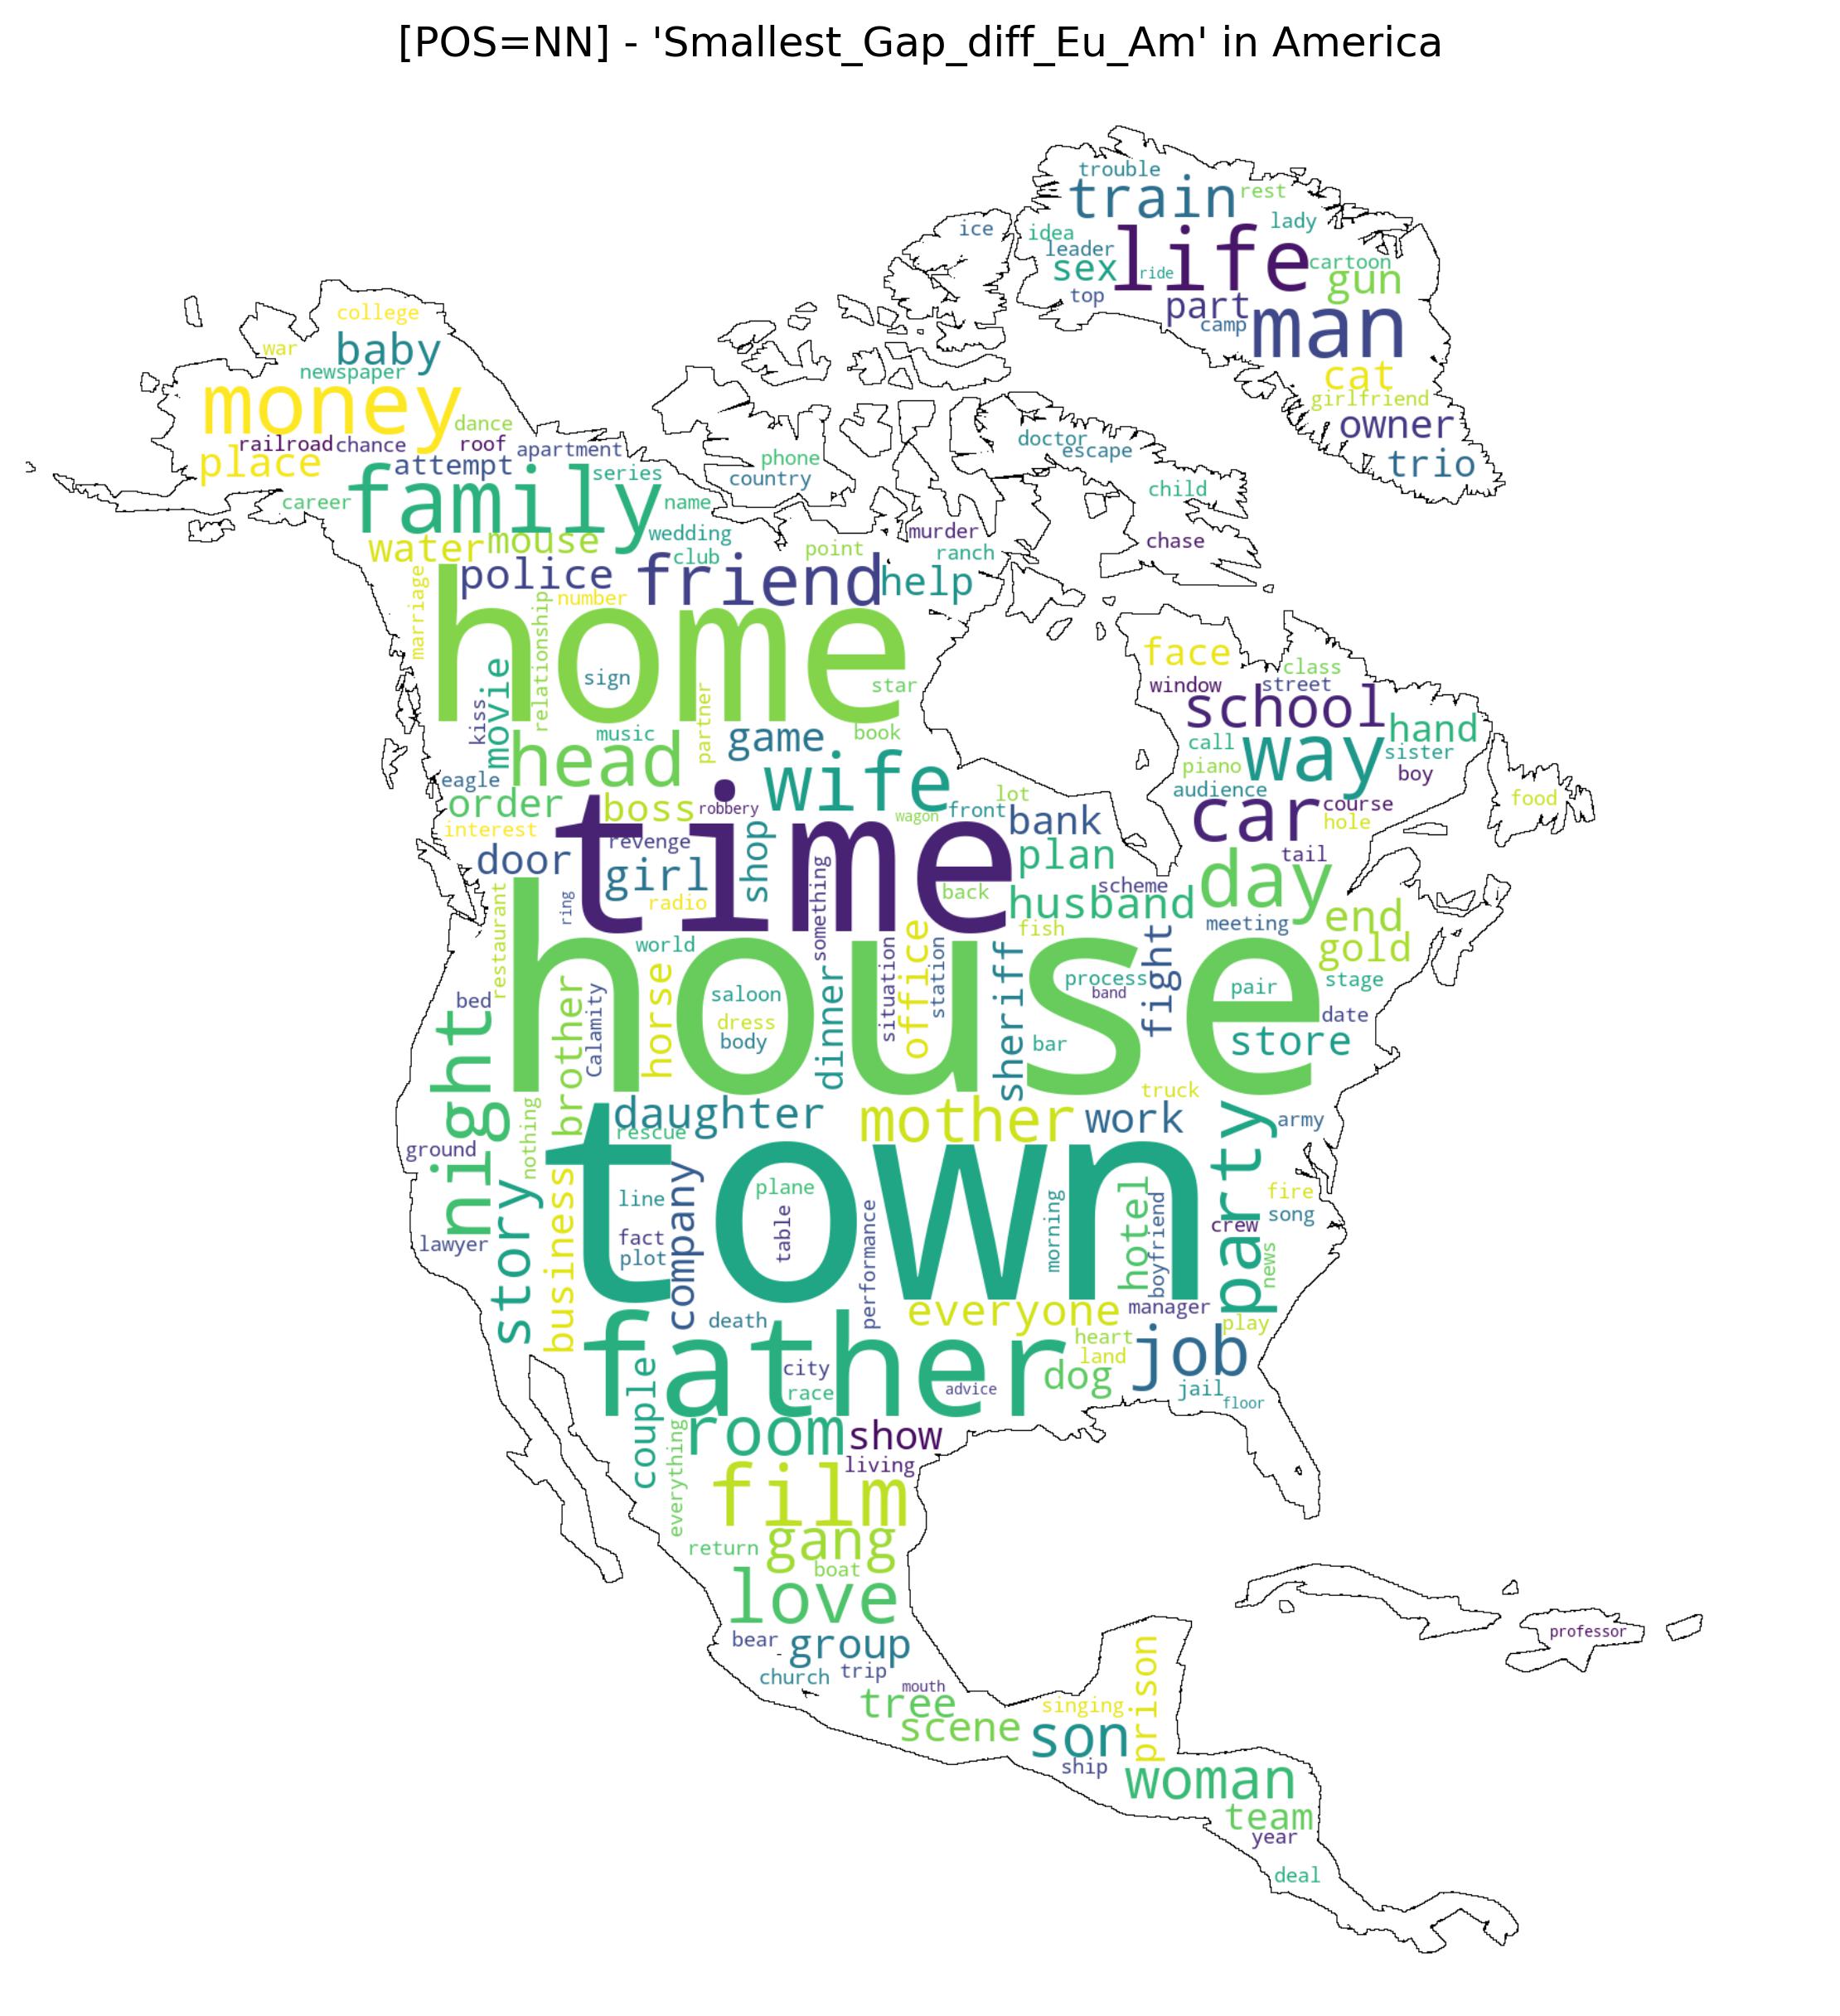 [POS=NN] - 'Smallest_Gap_diff_Eu_Am' in America
trouble
train
rest
lady
ice
idea
life
leader
sex
ride
cartoon
gun
top
part
camp
man
cat
girlfriend
owner
trio
college
war
baby
newspaper
money
dance
railroad
chance
roof
apartment
place
attempt
series
career
family
name
wedding
phone
country
doctor
escape
child
chase
murder
ranch
water
mouse
club
point
police
friend
help
number
marriage
relationship
home
sign
star
movie
kiss
partner
face
window
class
street
school
hand
call
way
sister
piano
boy
audience
car
course
hole
food
tail
music
game
book
head
wife
eagle
order
boss
robbery
wagon
front
lot
bank
interest
revenge
time
plan
door
girl
shop
something
back
scheme
husband
day
end
meeting
gold
restaurant
ring
radio
fish
world
house
office
situation
station
sheriff
process
band
fight
pair
stage
bed
horse
saloon
dress
body
dinner
bar
date
store
night
brother
Calamity
truck
daughter
mother
work
rescue
nothing
army
ground
party
town
story
business
company
line
plane
table
fact
plot
performance
morning
hotel
boyfriend
fire
crew
song
news
lawyer
everyone
manager
death
play
father
heart
land
job
dog
city
race
advice
jail
floor
couple
everything
room
show
living
film
gang
return
boat
love
bear
group
-
church
trip
mouth
tree
scene
professor
singing
prison
son
ship
woman
team
year
deal